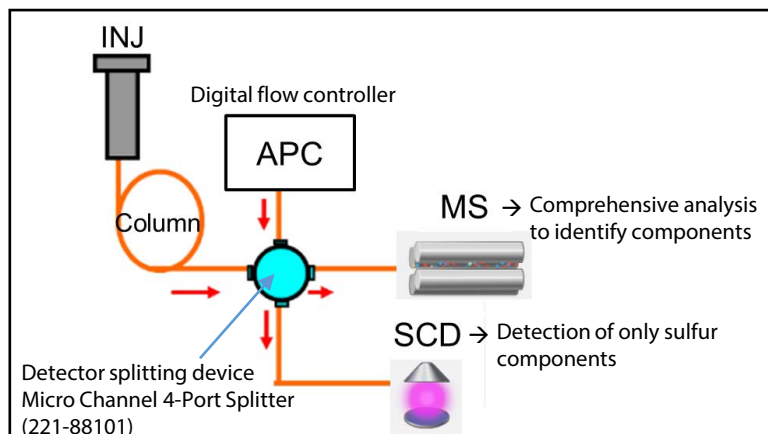 INJ
Digital flow controller
APC
Column
MS → Comprehensive analysis
to identify components
SCD → Detection of only sulfur
components
Detector splitting device
Micro Channel 4-Port Splitter
(221-88101)